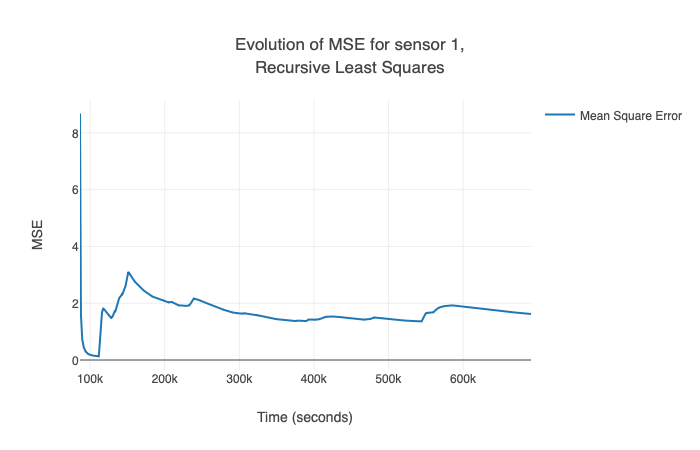 Evolution of MSE for sensor 1,
Recursive Least Squares
Mean Square Error
8
6
4
2
0
MSE
100k
200k
300k
400k
500k
600k
Time (seconds)